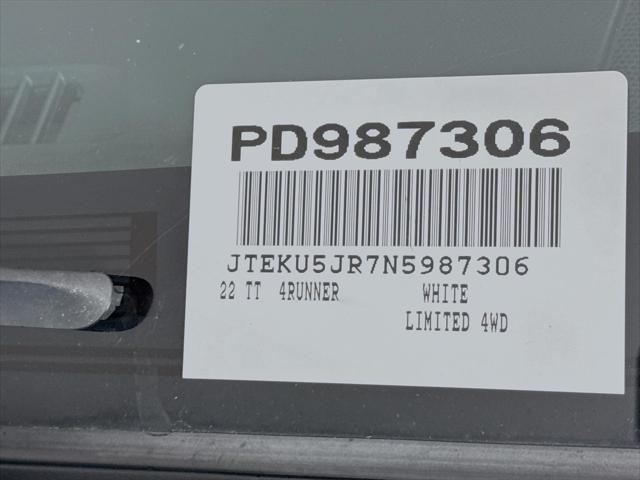 PD987306
JTEKU5JR7N5987306
22 TT 4RUNNER WHITE
LIMITED 4WD